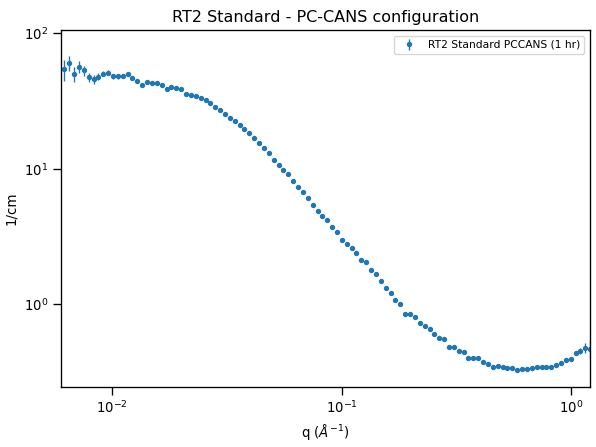 RT2 Standard - PC-CANS configuration
RT2 Standard PCCANS (1 hr)
10²
10¹
10⁰
1/cm
10⁻² 10⁻¹ 10⁰
q (Å⁻¹)